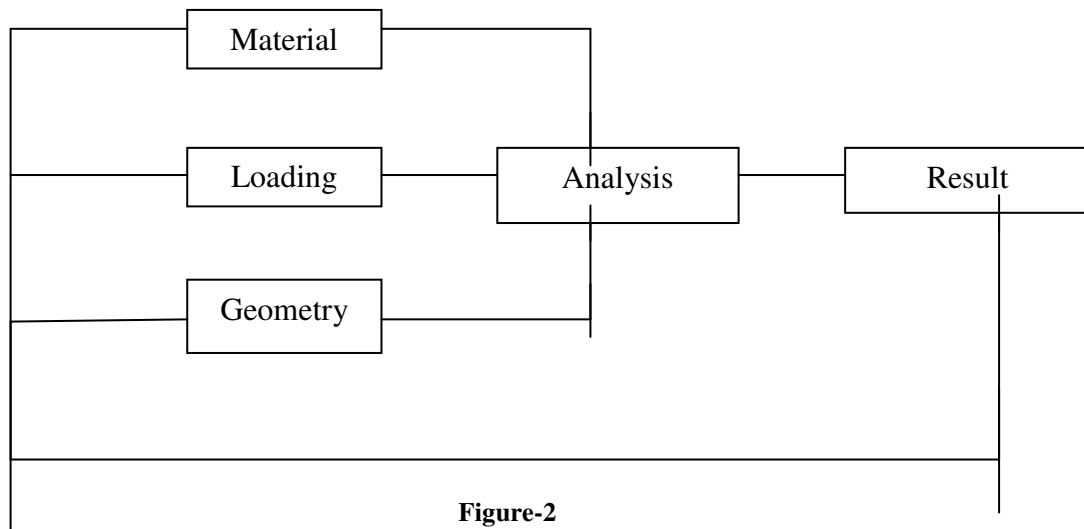 Material
Loading
Analysis
Result
Geometry
Figure-2